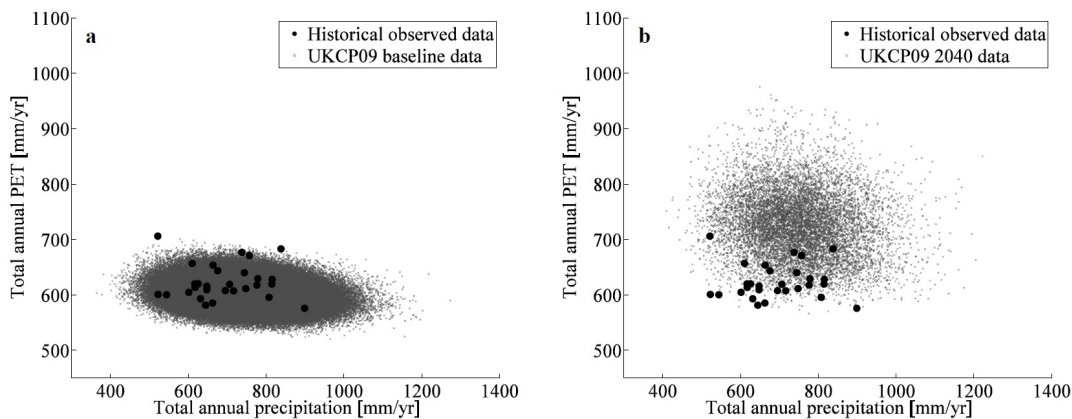 a
● Historical observed data
× UKCP09 baseline data
1100
1000
900
800
700
600
500
Total annual PET [mm/yr]
400 600 800 1000 1200 1400
Total annual precipitation [mm/yr]
b
● Historical observed data
× UKCP09 2040 data
1100
1000
900
800
700
600
500
Total annual PET [mm/yr]
400 600 800 1000 1200 1400
Total annual precipitation [mm/yr]